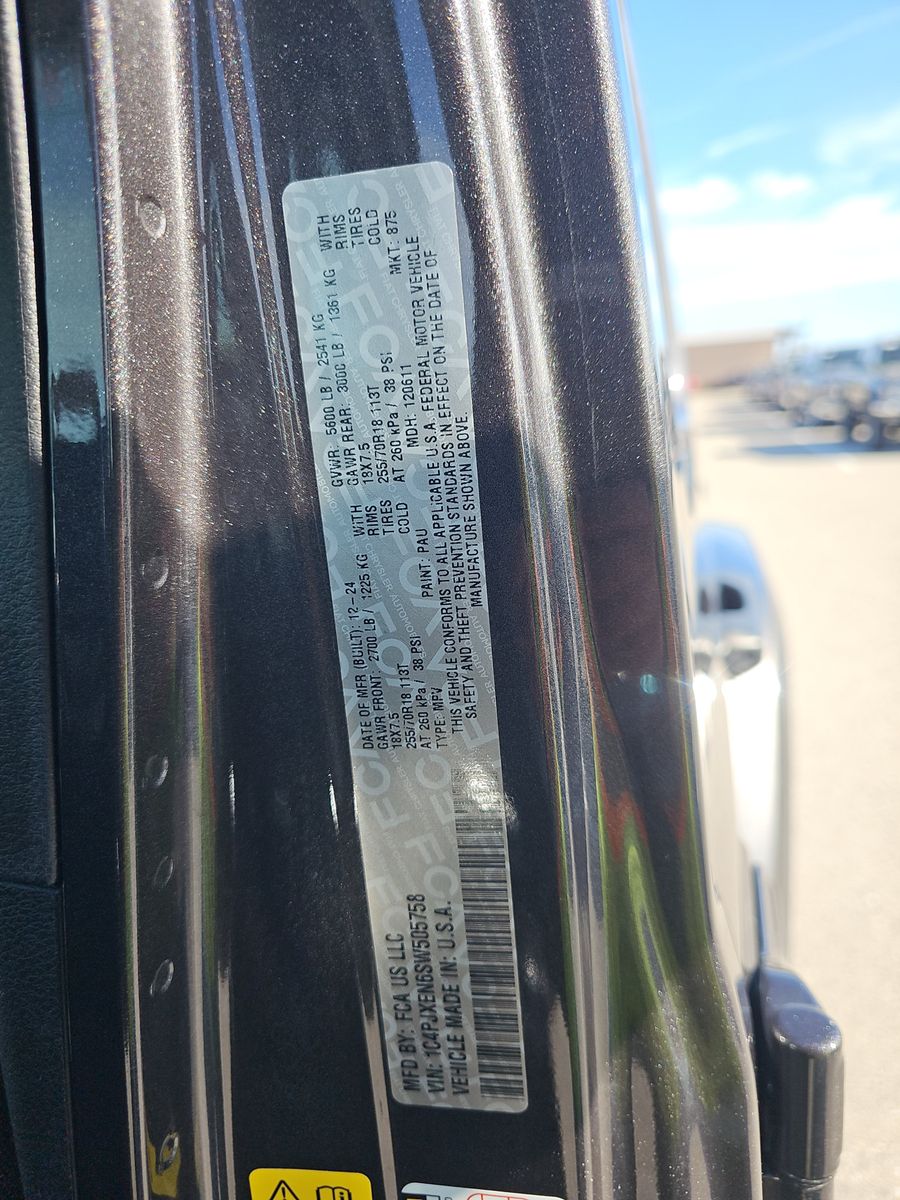 MFD BY: FCA US LLC
VIN: 1C4PJXEN6SW505758
VEHICLE MADE IN: U.S.A.
DATE OF MFR (BUILT): 12-24
GAWR FRONT: 2700 LB / 1225 KG WITH
18X7.5 RIMS
255/70R18 113T TIRES
AT 260 kPa / 38 PSI COLD
TYPE: MPV PAINT: PAU
GVWR: 5600 LB / 2541 KG
GAWR REAR: 3000 LB / 1361 KG WITH
18X7.5 RIMS
255/70R18 113T TIRES
AT 260 kPa / 38 PSI COLD
MDH: 120611 MKT: 875
THIS VEHICLE CONFORMS TO ALL APPLICABLE U.S.A. FEDERAL MOTOR VEHICLE
SAFETY AND THEFT PREVENTION STANDARDS IN EFFECT ON THE DATE OF
MANUFACTURE SHOWN ABOVE.